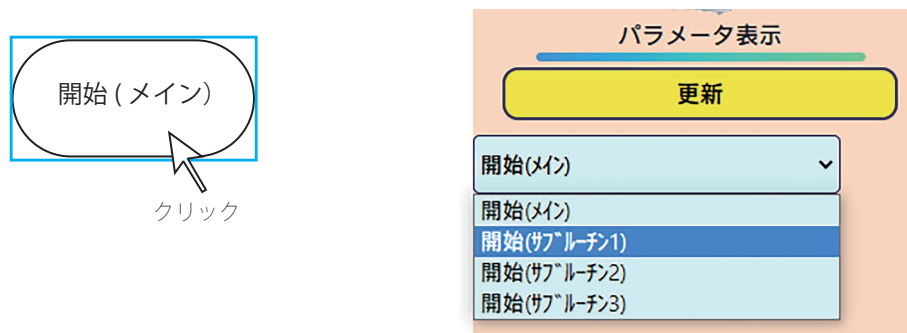 開始 ( メイン）
クリック
パラメータ表示
更新
開始(ﾒｲﾝ)
開始(ﾒｲﾝ)
開始(ｻﾌﾞﾙｰﾁﾝ1)
開始(ｻﾌﾞﾙｰﾁﾝ2)
開始(ｻﾌﾞﾙｰﾁﾝ3)